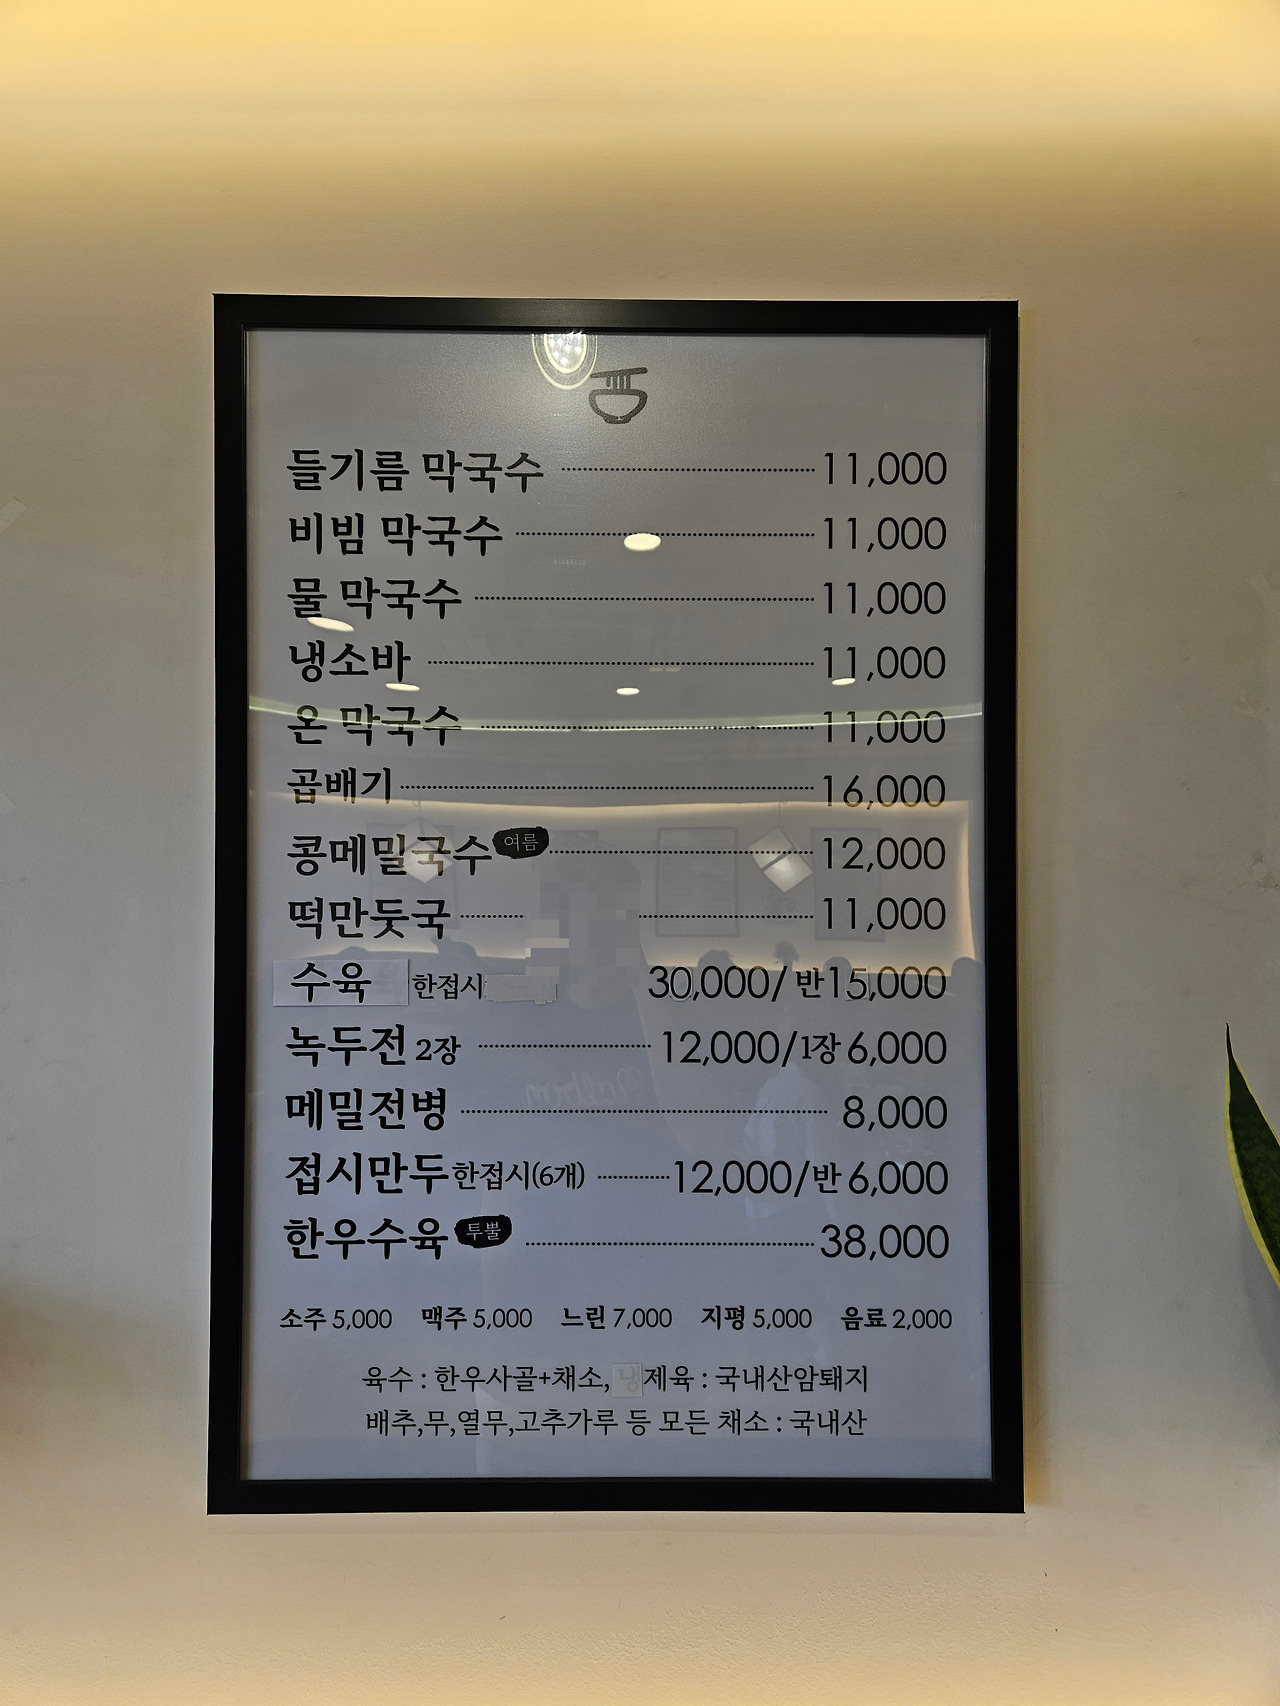 들기름 막국수 11,000
비빔 막국수 11,000
물 막국수 11,000
냉소바 11,000
온 막국수 11,000
곱배기 16,000
콩메밀국수 여름 12,000
떡만둣국 11,000
수육 한접시 30,000/반15,000
녹두전 2장 12,000/1장 6,000
메밀전병 8,000
접시만두 한접시(6개) 12,000/반 6,000
한우수육 투뿔 38,000
소주 5,000 맥주 5,000 느린 7,000 지평 5,000 음료 2,000
육수 : 한우사골+채소, 냉제육 : 국내산암퇘지
배추,무,열무,고추가루 등 모든 채소 : 국내산